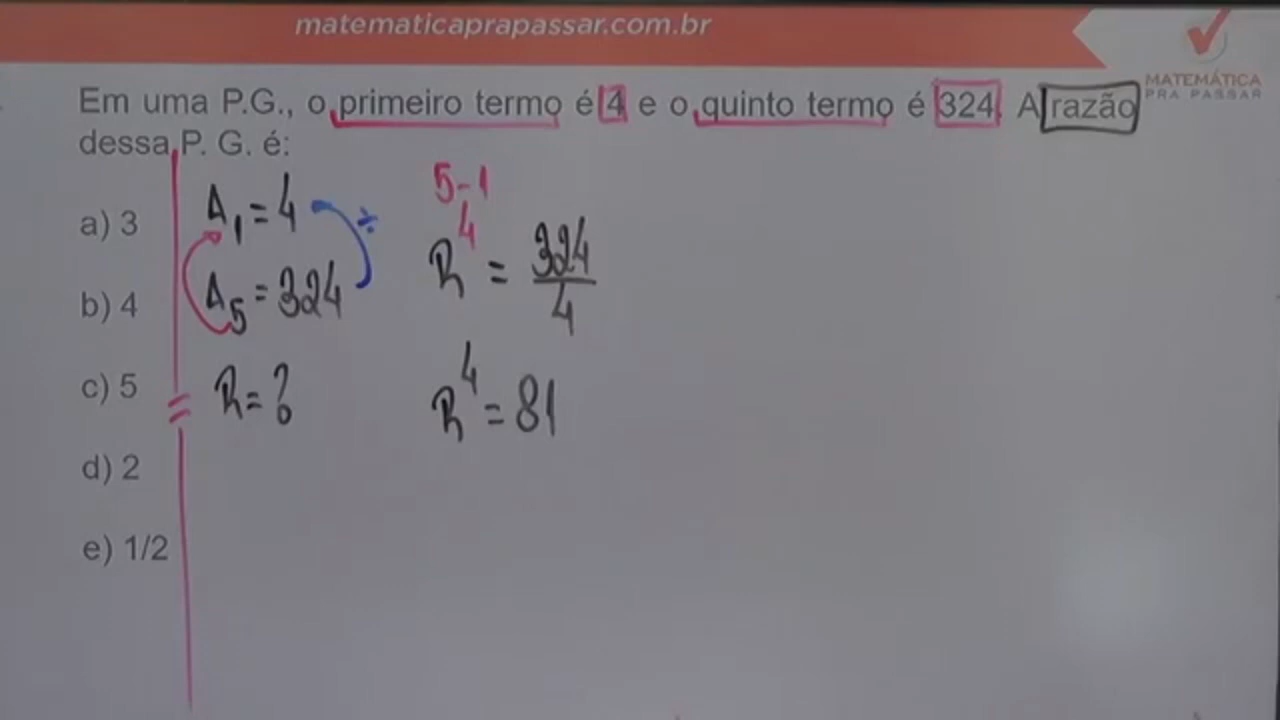 matematicaprapassar.com.br
MATEMÁTICA
PRA PASSAR
Em uma P.G., o primeiro termo é 4 e o quinto termo é 324. A razão
dessa P. G. é:
a) 3
b) 4
c) 5
d) 2
e) 1/2
A₁ = 4
÷
A₅ = 324
R = ?
5-1
R⁴ = 324/4
R⁴ = 81